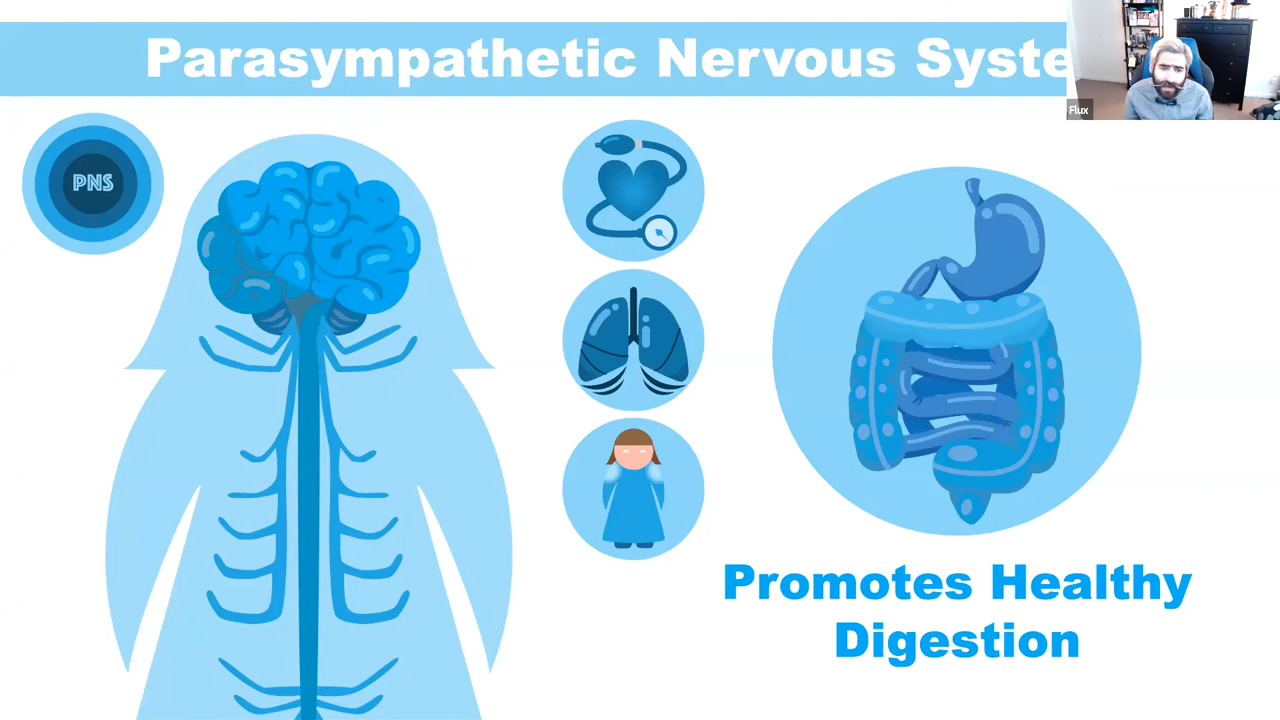 Parasympathetic Nervous Syste
Flux
PNS
Promotes Healthy
Digestion